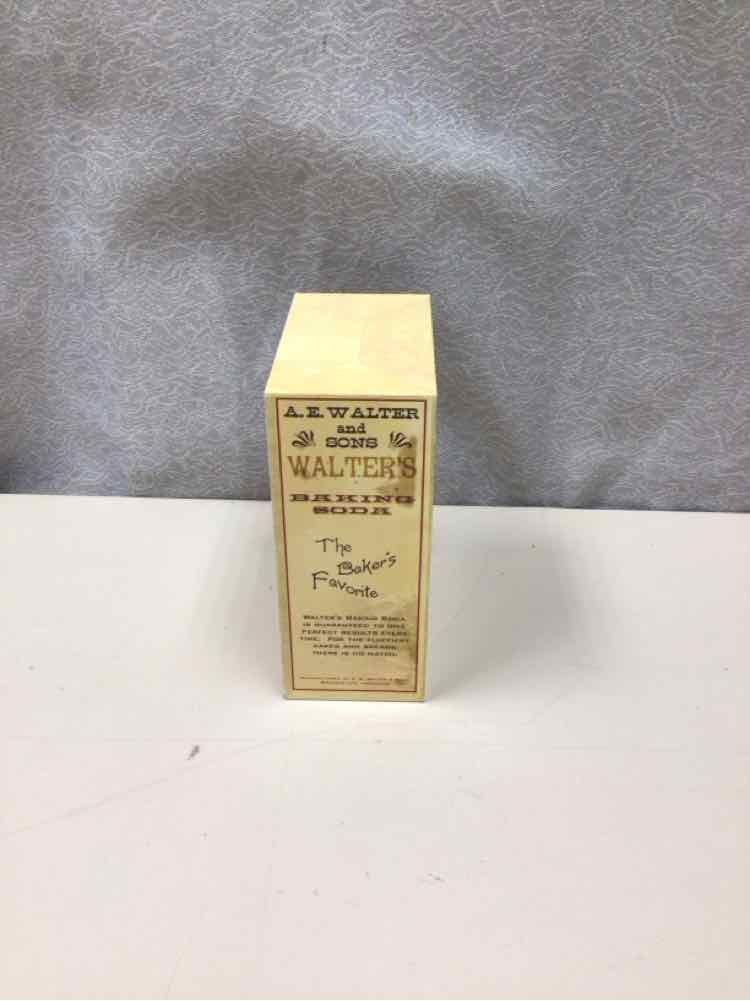 A. E. WALTER
and
SONS
WALTER'S
BAKING
SODA
The
Baker's
Favorite
WALTER'S BAKING SODA
IS GUARANTEED TO GIVE
PERFECT RESULTS EVERY
TIME. FOR THE FLUFFIEST
CAKES AND BREADS
THERE IS NO MATCH.